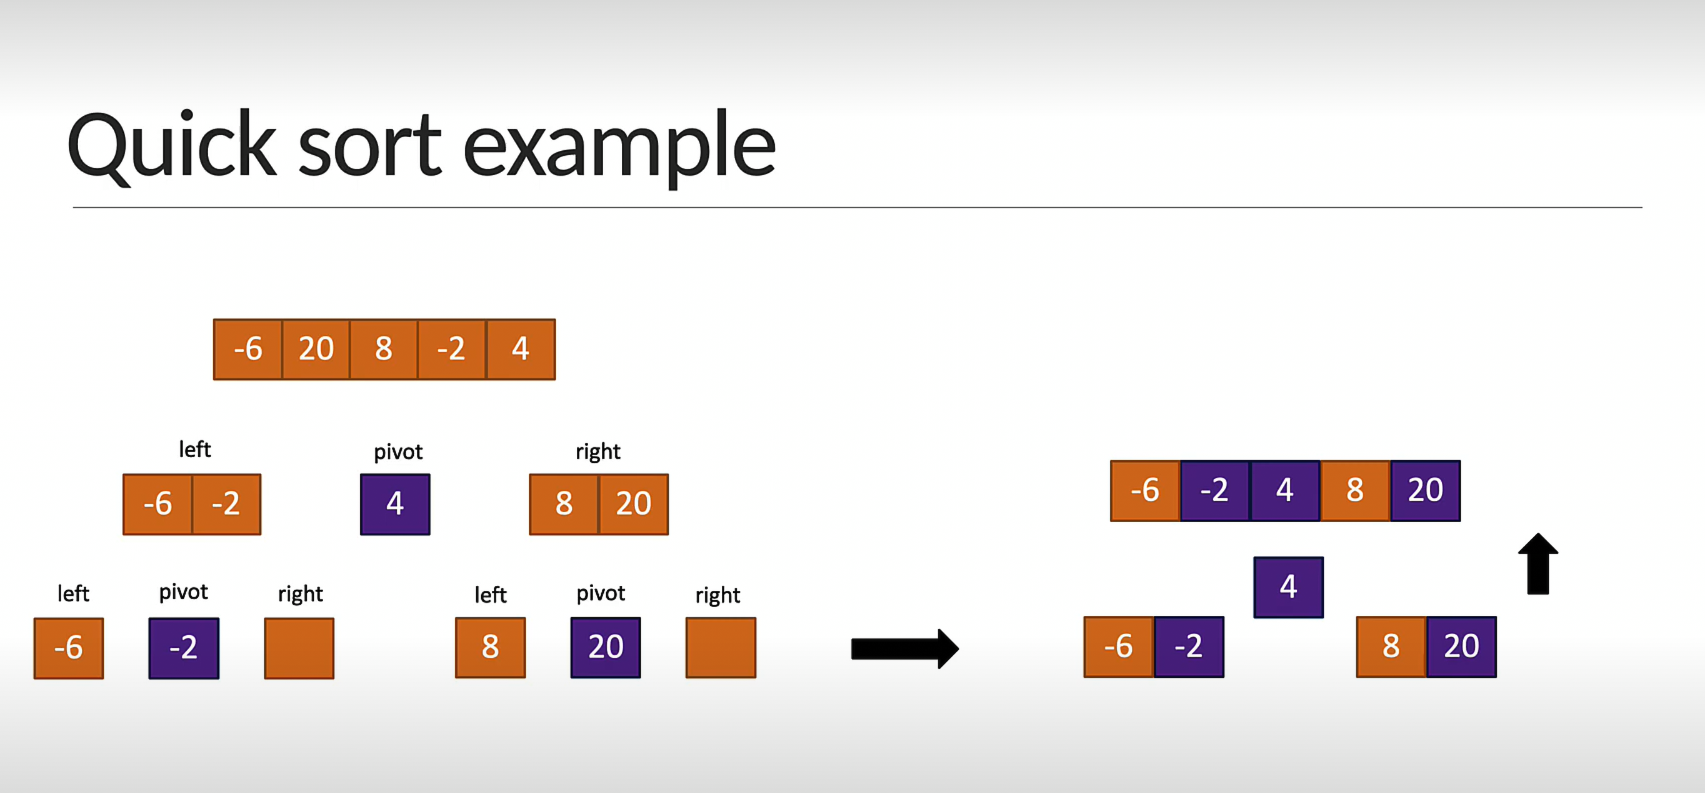 Quick sort example
-6 20 8 -2 4
left pivot right
-6 -2 4 8 20
left pivot right left pivot right
-6 -2 8 20
-6 -2 4 8 20
4
-6 -2 8 20